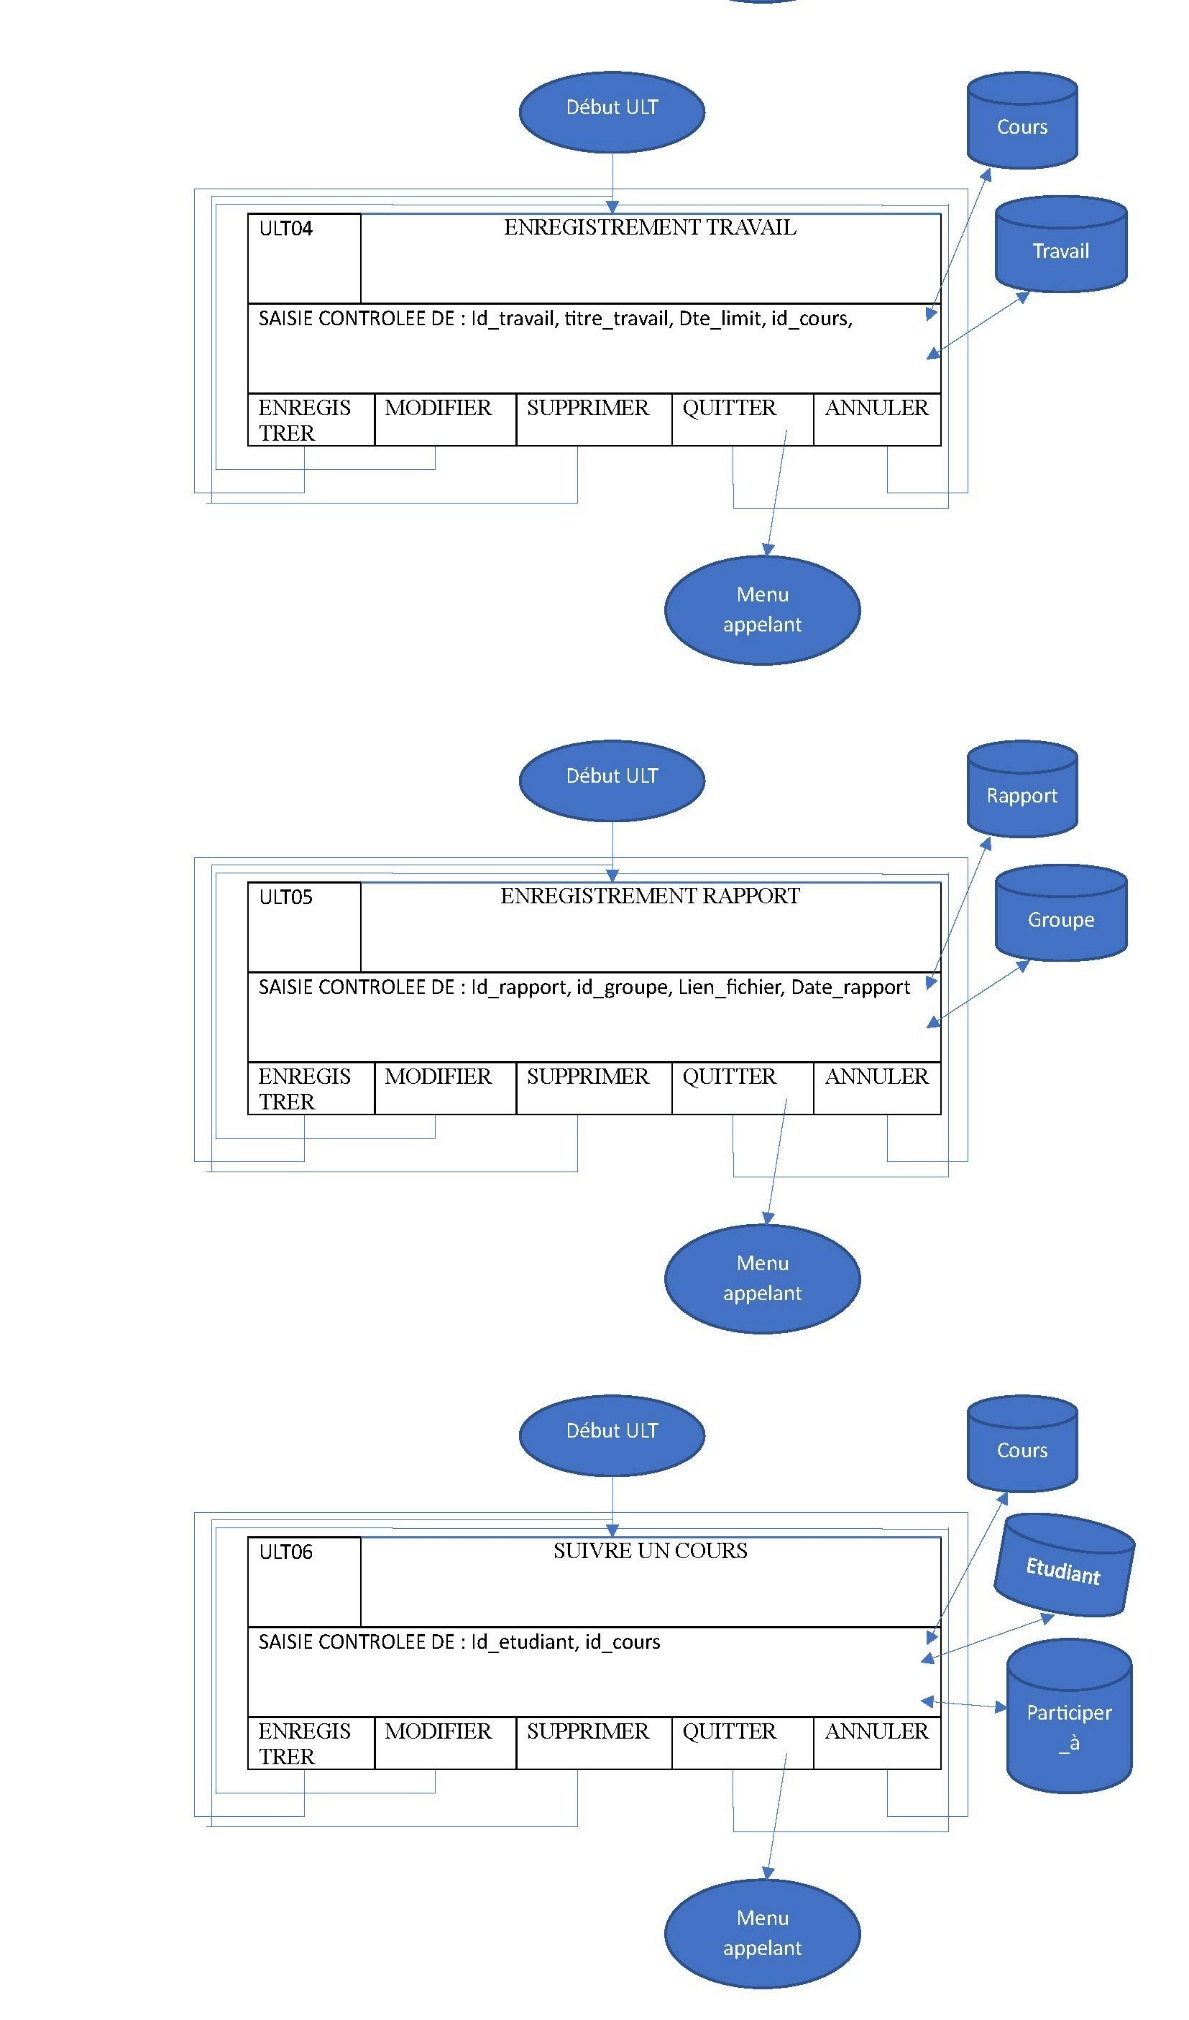 Début ULT
Cours
Travail
ULT04
ENREGISTREMENT TRAVAIL
SAISIE CONTROLEE DE : Id_travail, titre_travail, Dte_limit, id_cours,
ENREGIS
TRER
MODIFIER
SUPPRIMER
QUITTER
ANNULER
Menu
appelant
Début ULT
Rapport
Groupe
ULT05
ENREGISTREMENT RAPPORT
SAISIE CONTROLEE DE : Id_rapport, id_groupe, Lien_fichier, Date_rapport
ENREGIS
TRER
MODIFIER
SUPPRIMER
QUITTER
ANNULER
Menu
appelant
Début ULT
Cours
Etudiant
ULT06
SUIVRE UN COURS
SAISIE CONTROLEE DE : Id_etudiant, id_cours
Participer
_à
ENREGIS
TRER
MODIFIER
SUPPRIMER
QUITTER
ANNULER
Menu
appelant